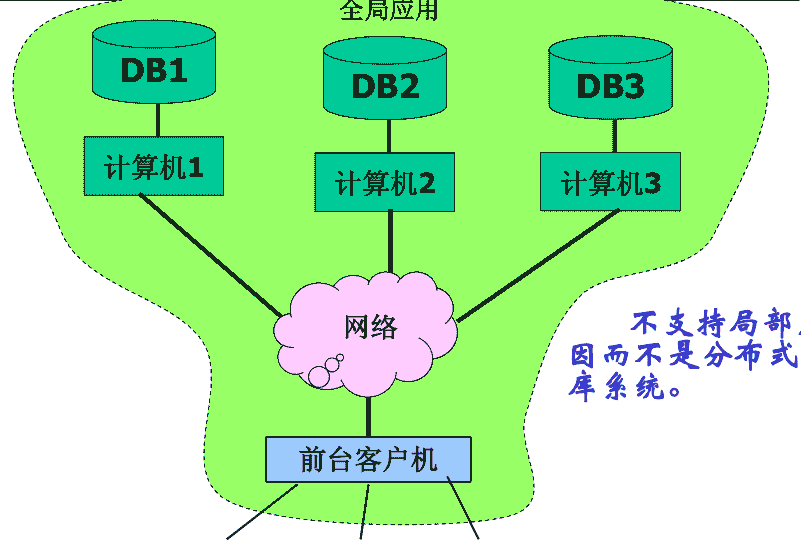 全局应用
DB1
DB2
DB3
计算机1
计算机2
计算机3
网络
不支持局部
因而不是分布式
库系统。
前台客户机